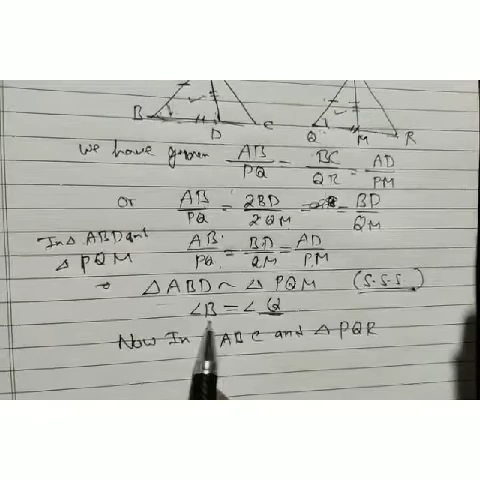 B D C Q M R
We have given AB/PQ = BC/QR = AD/PM
or AB/PQ = 2BD/2QM = BD/QM
In △ ABD and AB/PQ = BD/QM = AD/PM
△ PQM
△ ABD ~ △ PQM (S.S.S)
∠B = ∠Q
Now In ABC and △ PQR